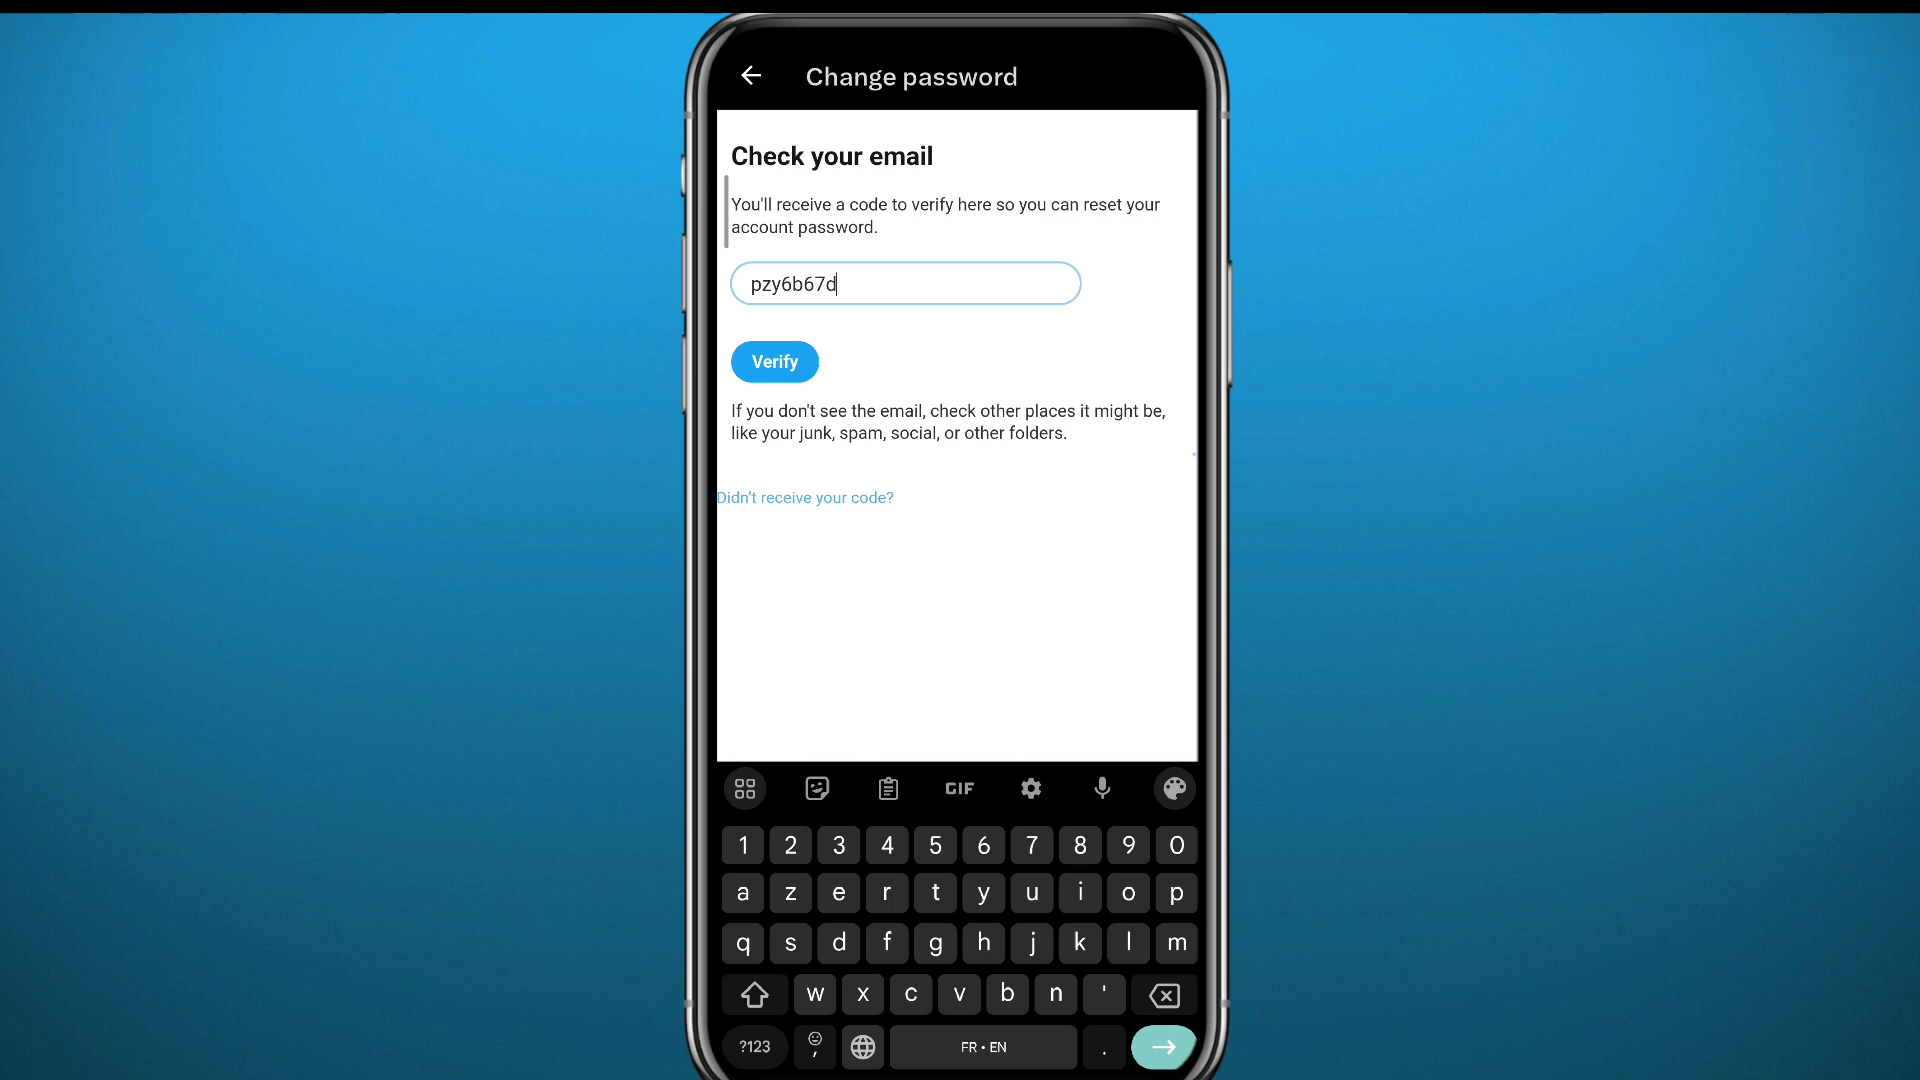 Change password
Check your email
You'll receive a code to verify here so you can reset your
account password.
pzy6b67d
Verify
If you don't see the email, check other places it might be,
like your junk, spam, social, or other folders.
Didn't receive your code?
GIF
1 2 3 4 5 6 7 8 9 0
a z e r t y u i o p
q s d f g h j k l m
w x c v b n '
?123 , FR • EN .